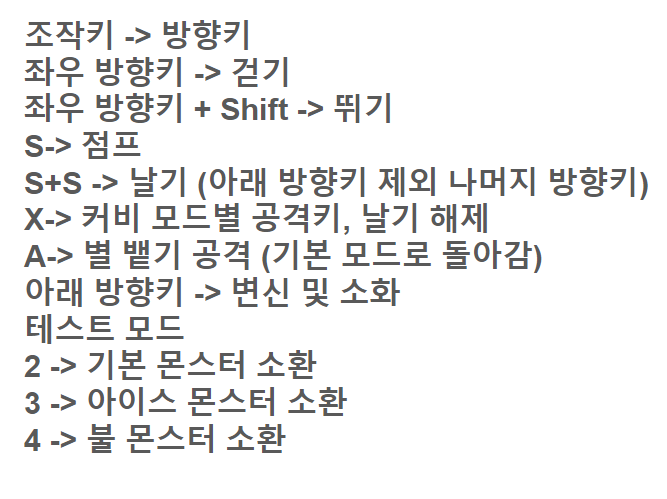 조작키 -> 방향키
좌우 방향키 -> 걷기
좌우 방향키 + Shift -> 뛰기
S-> 점프
S+S -> 날기 (아래 방향키 제외 나머지 방향키)
X-> 커비 모드별 공격키, 날기 해제
A-> 별 뱉기 공격 (기본 모드로 돌아감)
아래 방향키 -> 변신 및 소화
테스트 모드
2 -> 기본 몬스터 소환
3 -> 아이스 몬스터 소환
4 -> 불 몬스터 소환